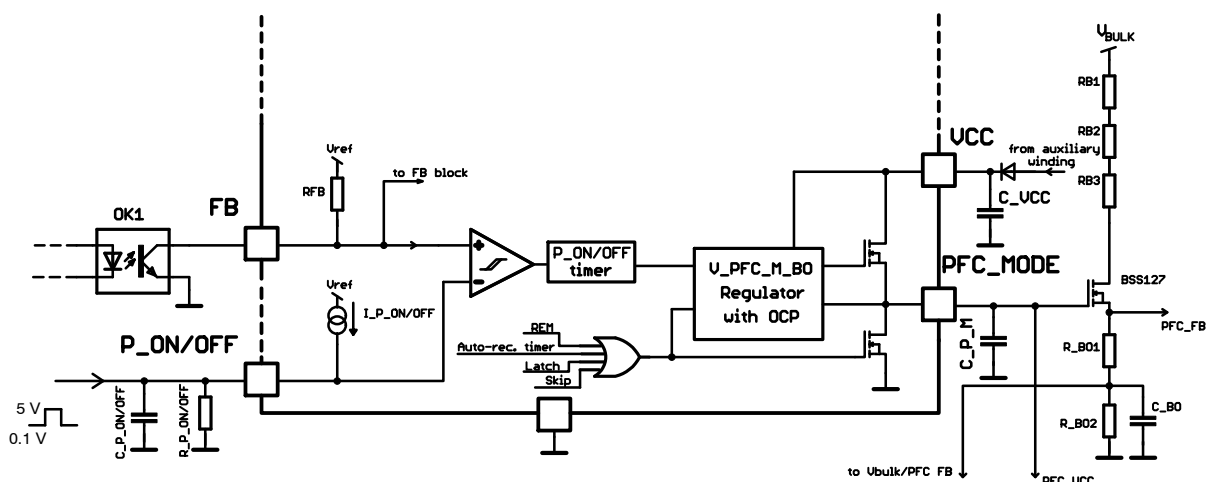 V_BULK
RB1
RB2
RB3
VCC
from auxiliary
winding
C_VCC
Vref
RFB
to FB block
OK1
FB
P_ON/OFF
timer
V_PFC_M_BO
Regulator
with OCP
PFC_MODE
BSS127
PFC_FB
Vref
I_P_ON/OFF
P_ON/OFF
REM
Auto-rec. timer
Latch
Skip
C_P_M
R_BO1
5 V
0.1 V
C_P_ON/OFF
R_P_ON/OFF
R_BO2
C_BO
to Vbulk/PFC FB
PFC_VCC